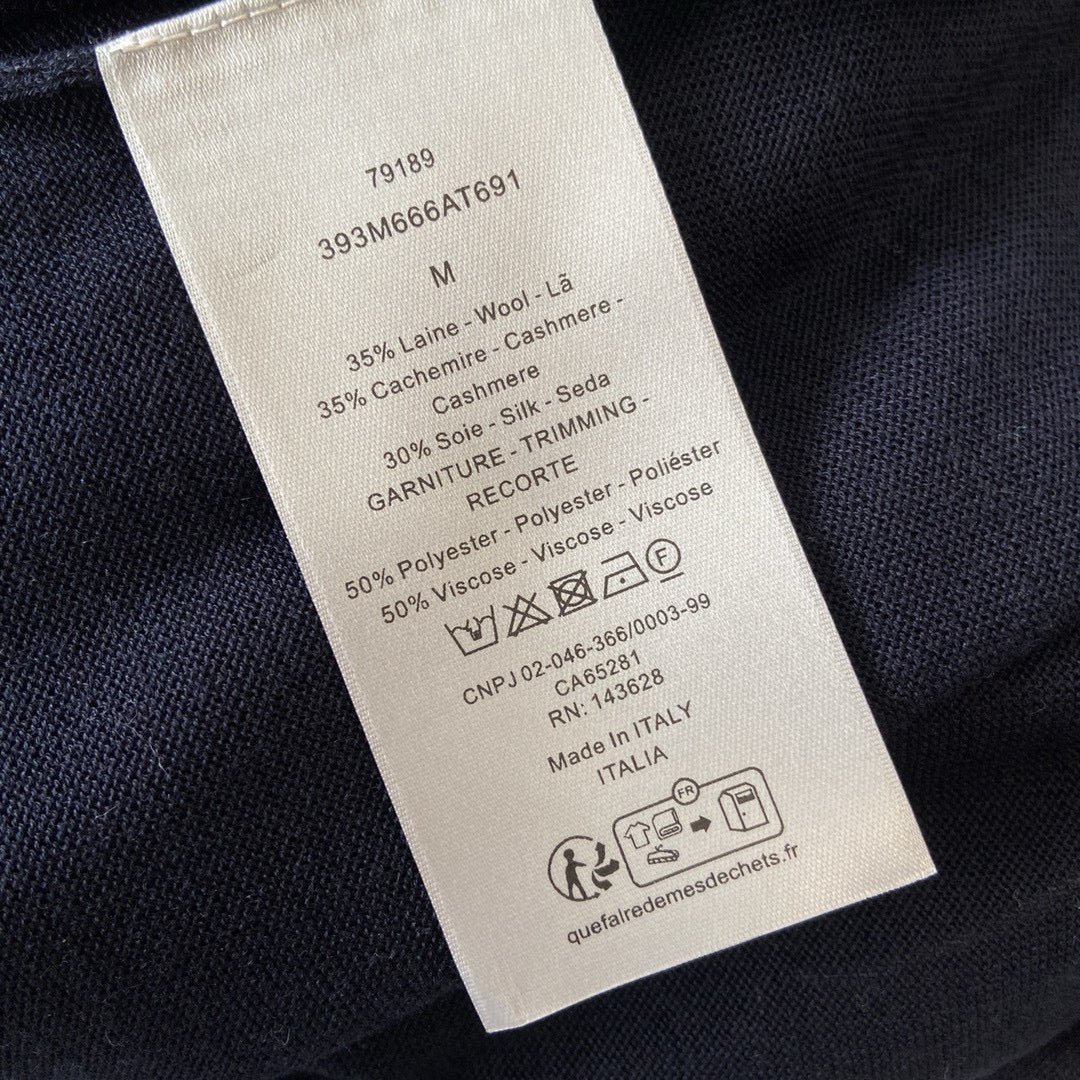 79189
393M666AT691
M
35% Laine - Wool - Lã
35% Cachemire - Cashmere -
Cashmere
30% Soie - Silk - Seda
GARNITURE - TRIMMING -
RECORTE
50% Polyester - Polyester - Poliéster
50% Viscose - Viscose - Viscose
F
CNPJ 02-046-366/0003-99
CA65281
RN: 143628
Made In ITALY
ITALIA
FR
quefairedemesdechets.fr